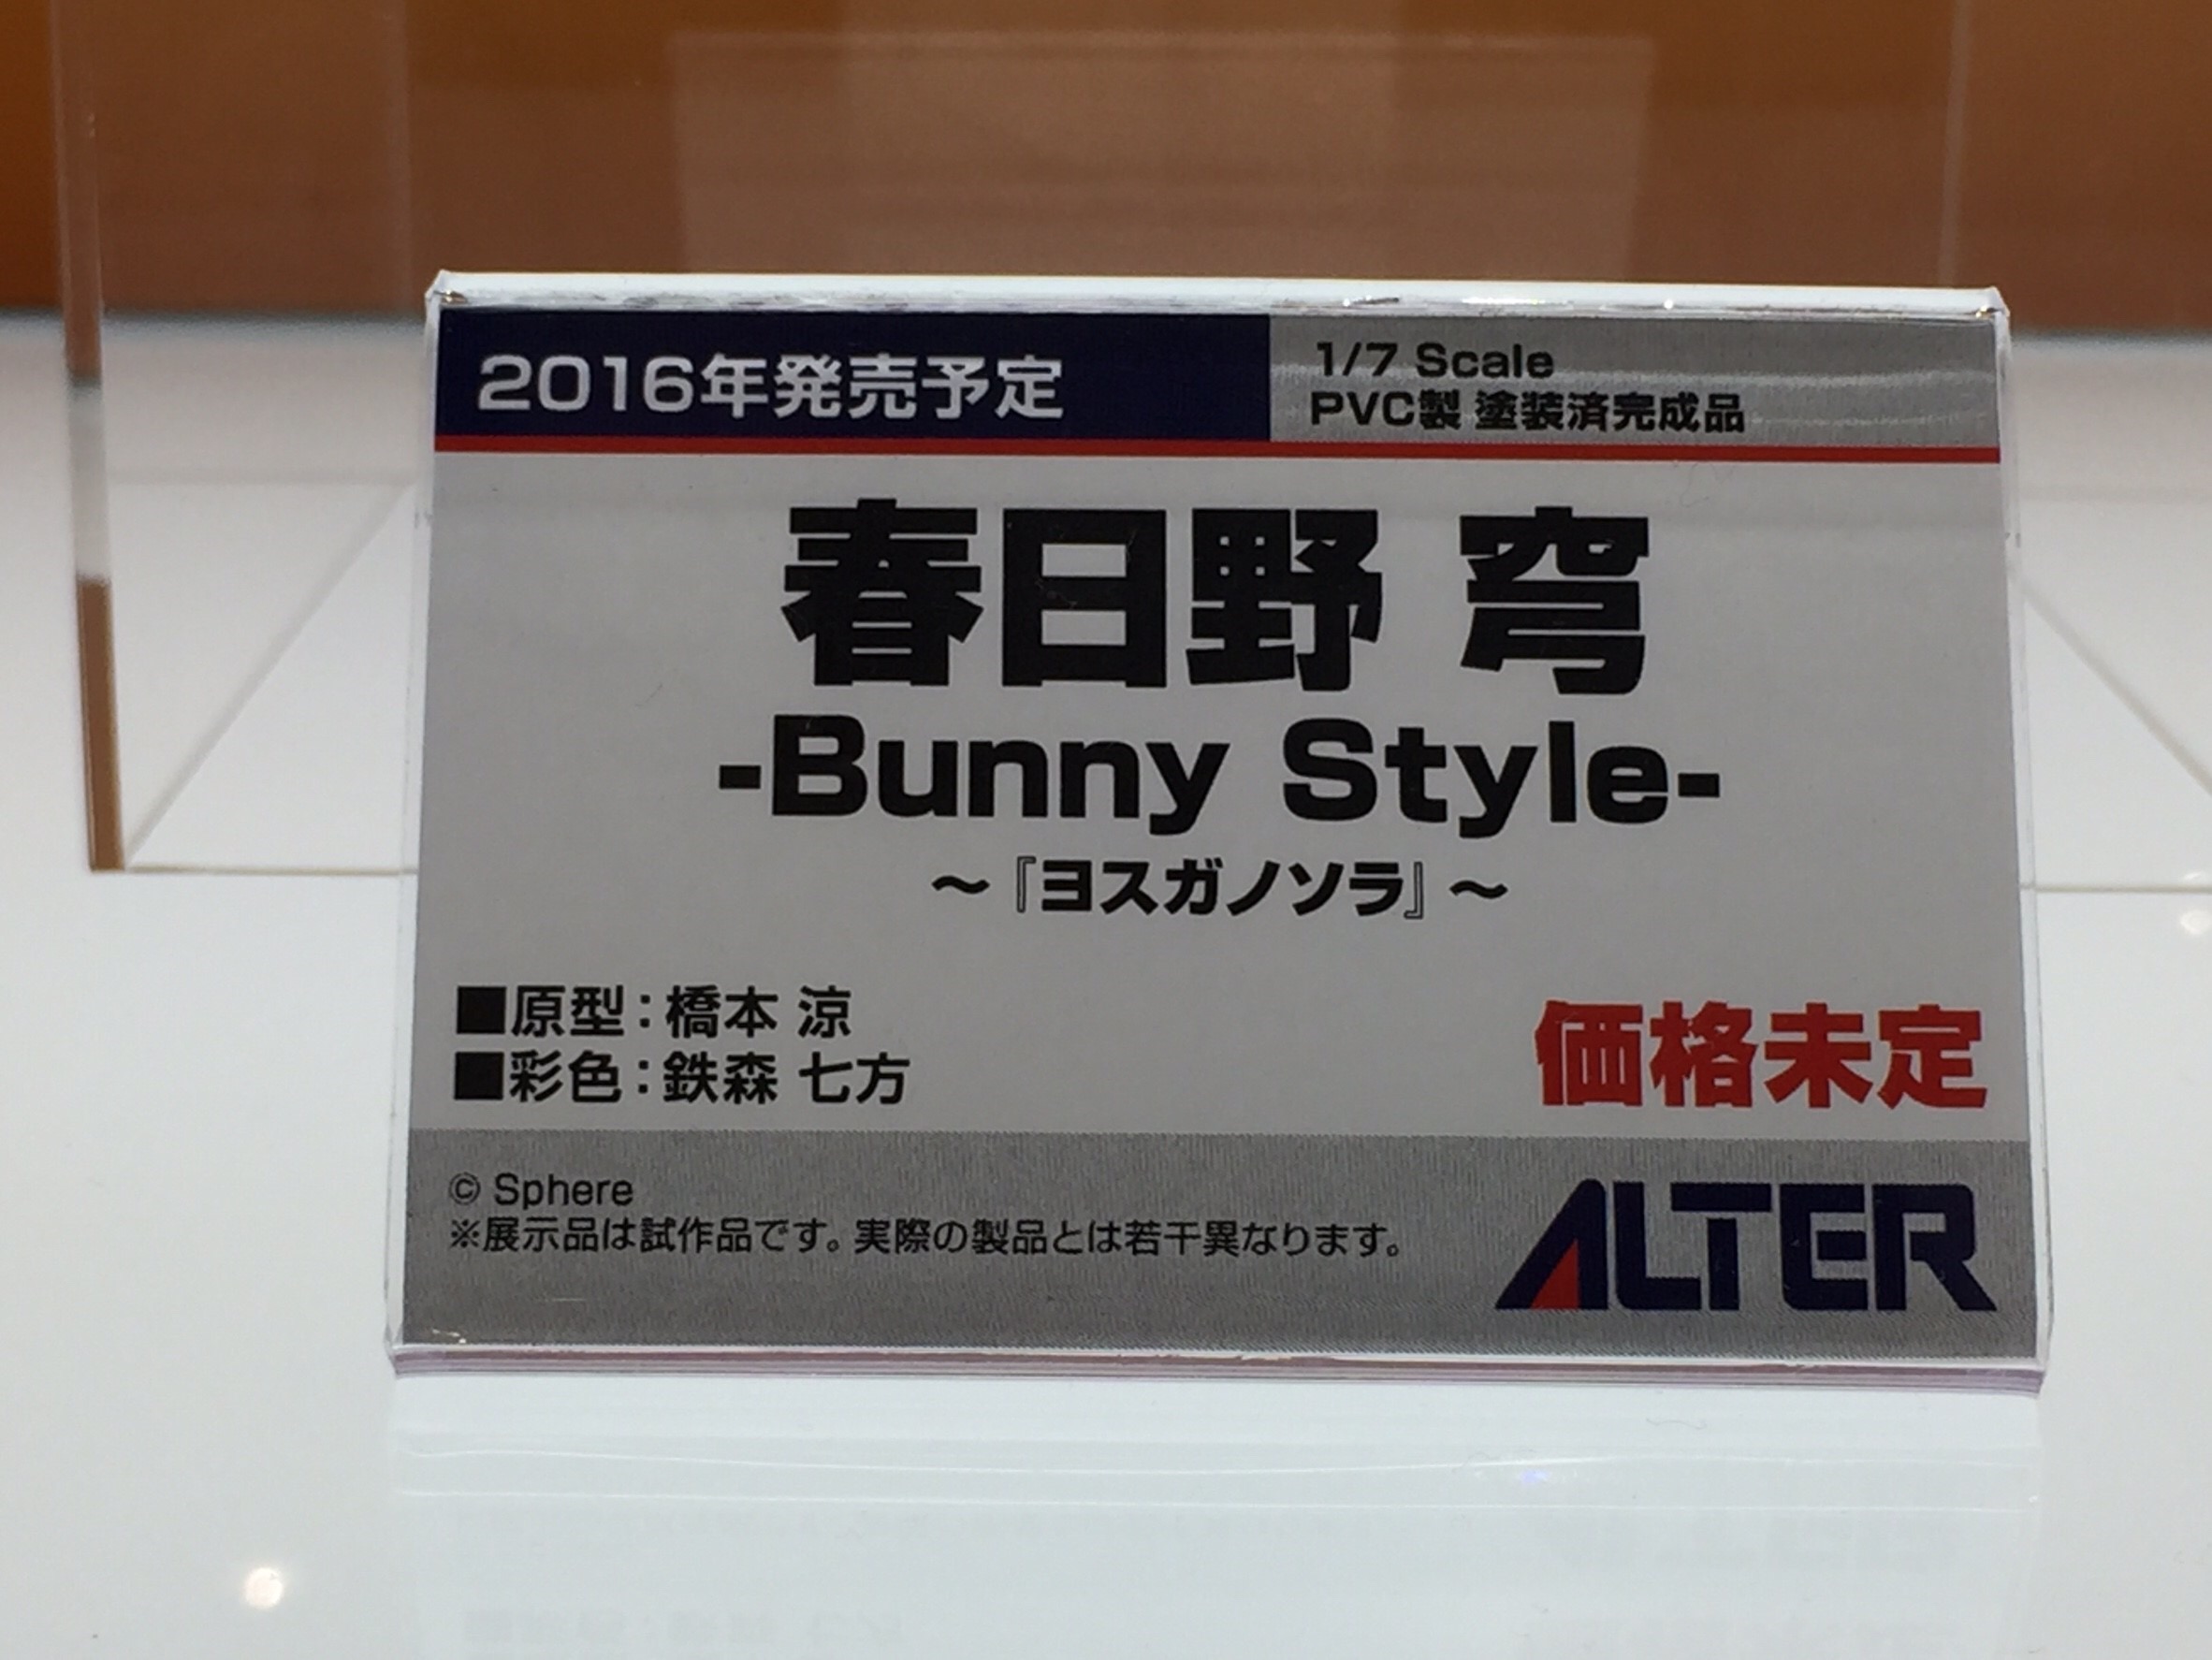 2016年発売予定
1/7 Scale
PVC製 塗装済完成品
春日野 穹
-Bunny Style-
～『ヨスガノソラ』～
■原型：橋本 涼
■彩色：鉄森 七方
価格未定
© Sphere
※展示品は試作品です。実際の製品とは若干異なります。
ALTER